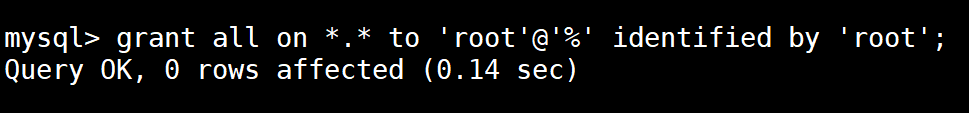 mysql> grant all on *.* to 'root'@'%' identified by 'root';
Query OK, 0 rows affected (0.14 sec)